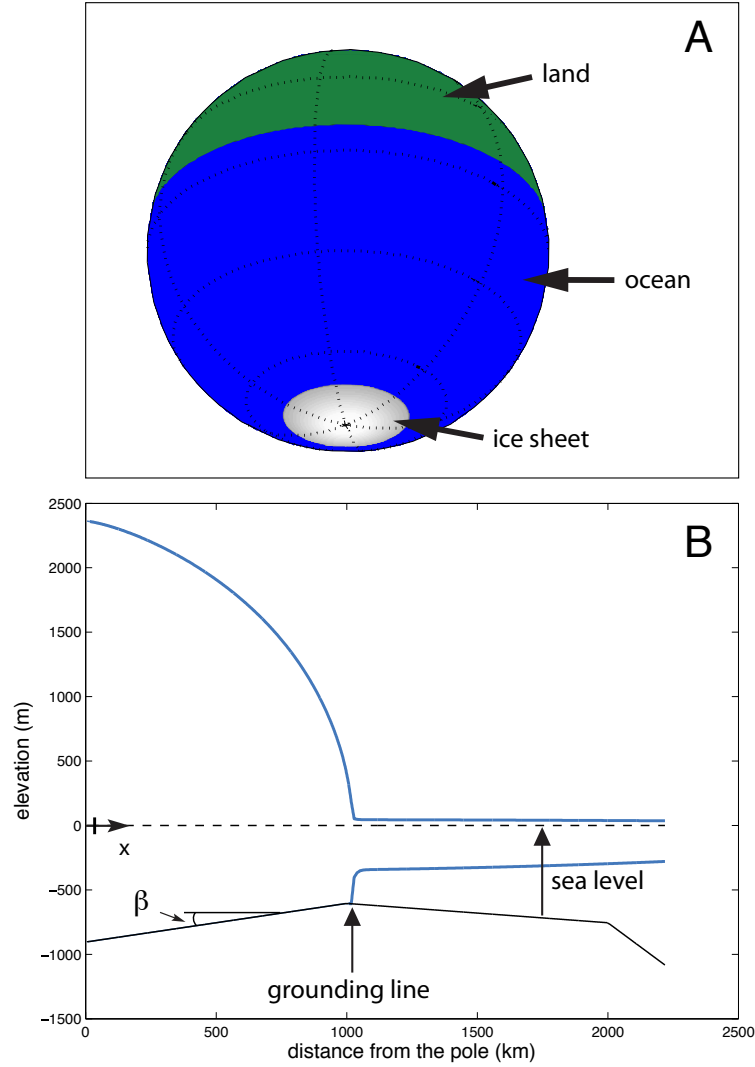 A
land
ocean
ice sheet
B
2500
2000
1500
1000
500
0
−500
−1000
−1500
elevation (m)
x
β
sea level
grounding line
0
500
1000
1500
2000
2500
distance from the pole (km)